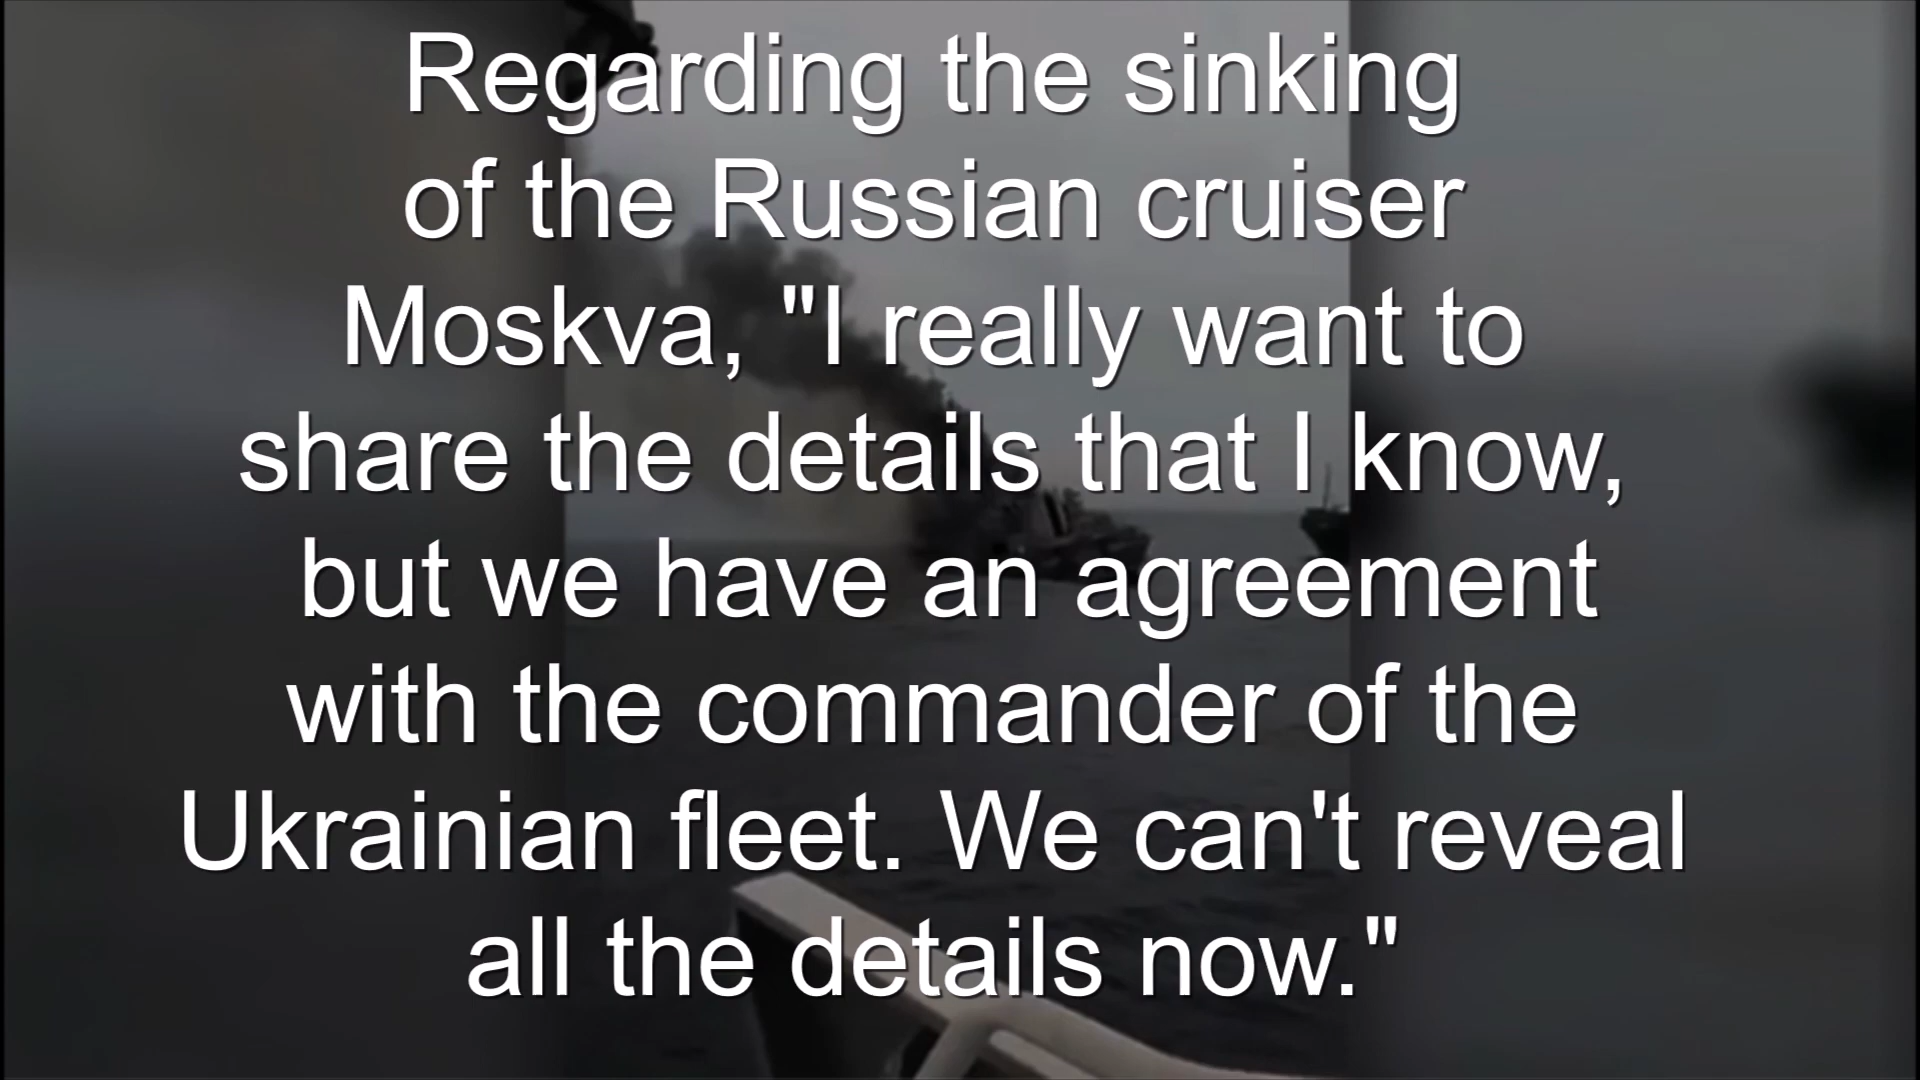 Regarding the sinking
of the Russian cruiser
Moskva, "I really want to
share the details that I know,
but we have an agreement
with the commander of the
Ukrainian fleet. We can't reveal
all the details now."